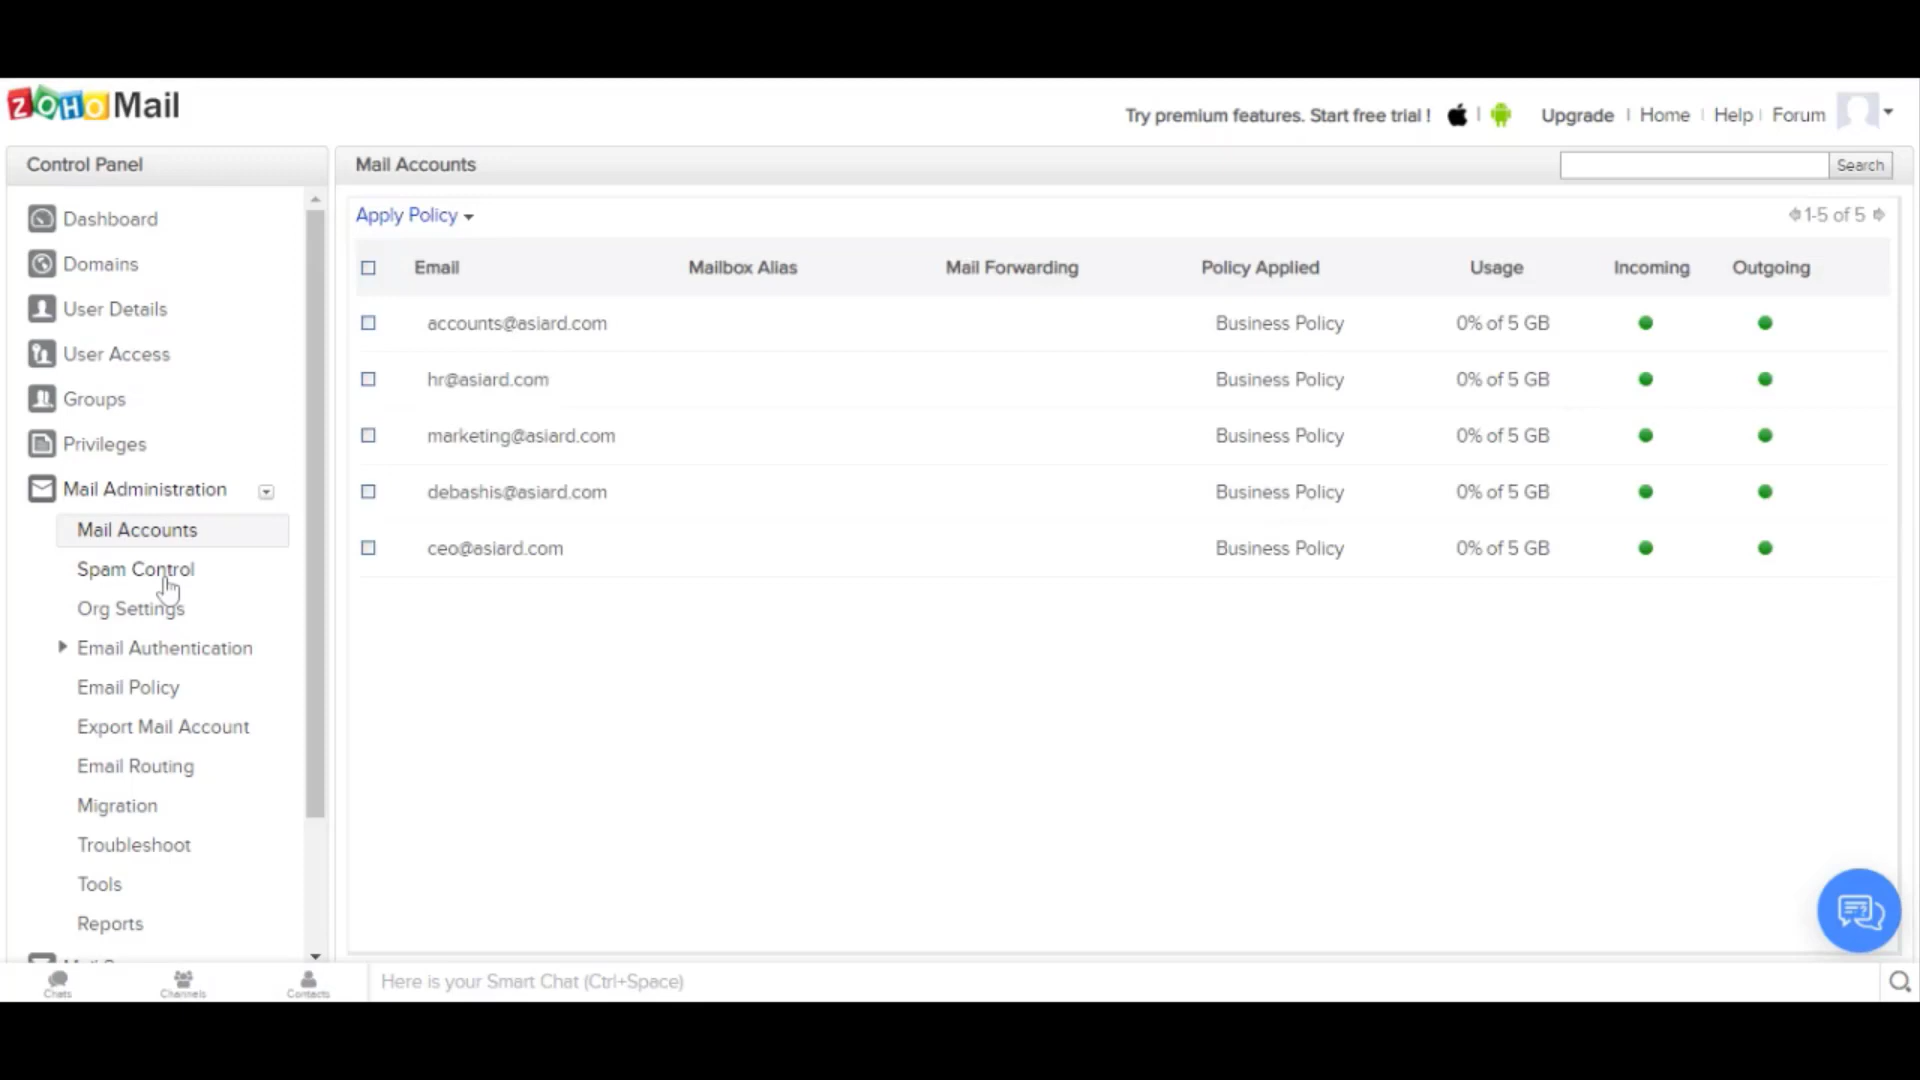 ZOHO Mail
Try premium features. Start free trial !
Upgrade
Home
Help
Forum
Control Panel
Mail Accounts
Search
Dashboard
Domains
User Details
User Access
Groups
Privileges
Mail Administration
Mail Accounts
Spam Control
Org Settings
Email Authentication
Email Policy
Export Mail Account
Email Routing
Migration
Troubleshoot
Tools
Reports
Apply Policy
1-5 of 5
Email Mailbox Alias Mail Forwarding Policy Applied Usage Incoming Outgoing
accounts@asiard.com Business Policy 0% of 5 GB
hr@asiard.com Business Policy 0% of 5 GB
marketing@asiard.com Business Policy 0% of 5 GB
debashis@asiard.com Business Policy 0% of 5 GB
ceo@asiard.com Business Policy 0% of 5 GB
Chats
Channels
Contacts
Here is your Smart Chat (Ctrl+Space)